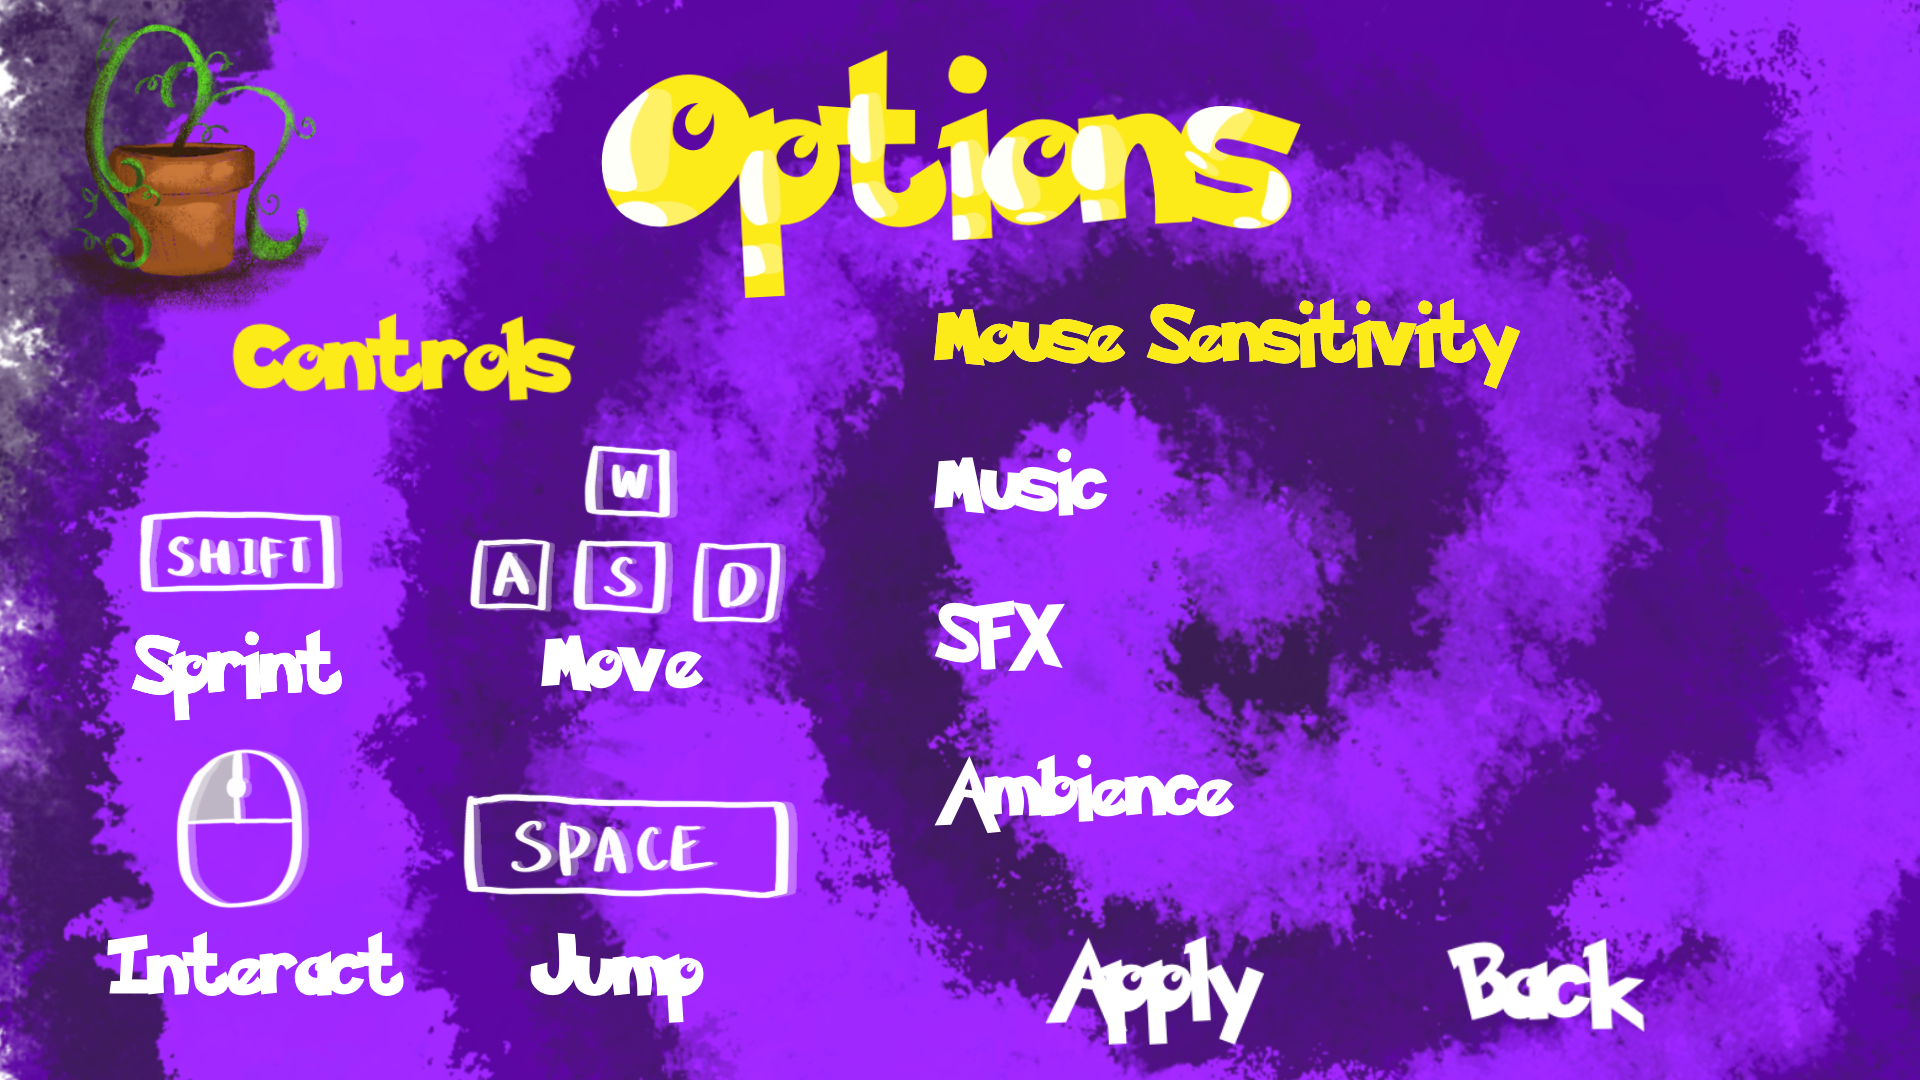 Options
Controls
Mouse Sensitivity
W
Music
SHIFT
A S D
Sprint
Move
SFX
Ambience
SPACE
Interact
Jump
Apply
Back